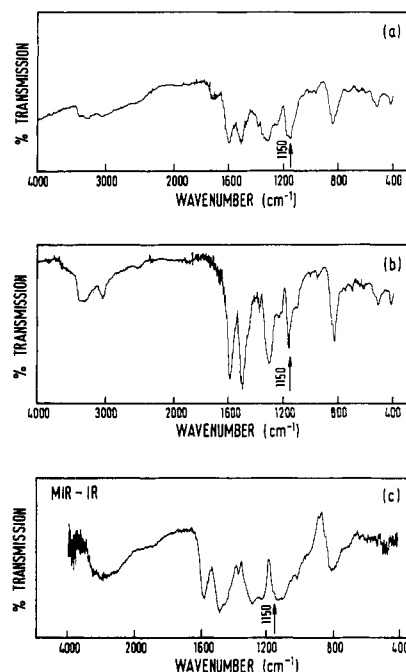 (a)
% TRANSMISSION
1150
4000 3000 2000 1600 1200 800 400
WAVENUMBER (cm⁻¹)
(b)
% TRANSMISSION
1150
4000 3000 2000 1600 1200 800 400
WAVENUMBER (cm⁻¹)
MIR-IR (c)
% TRANSMISSION
1150
4000 3000 2000 1200 800 400
WAVENUMBER (cm⁻¹)